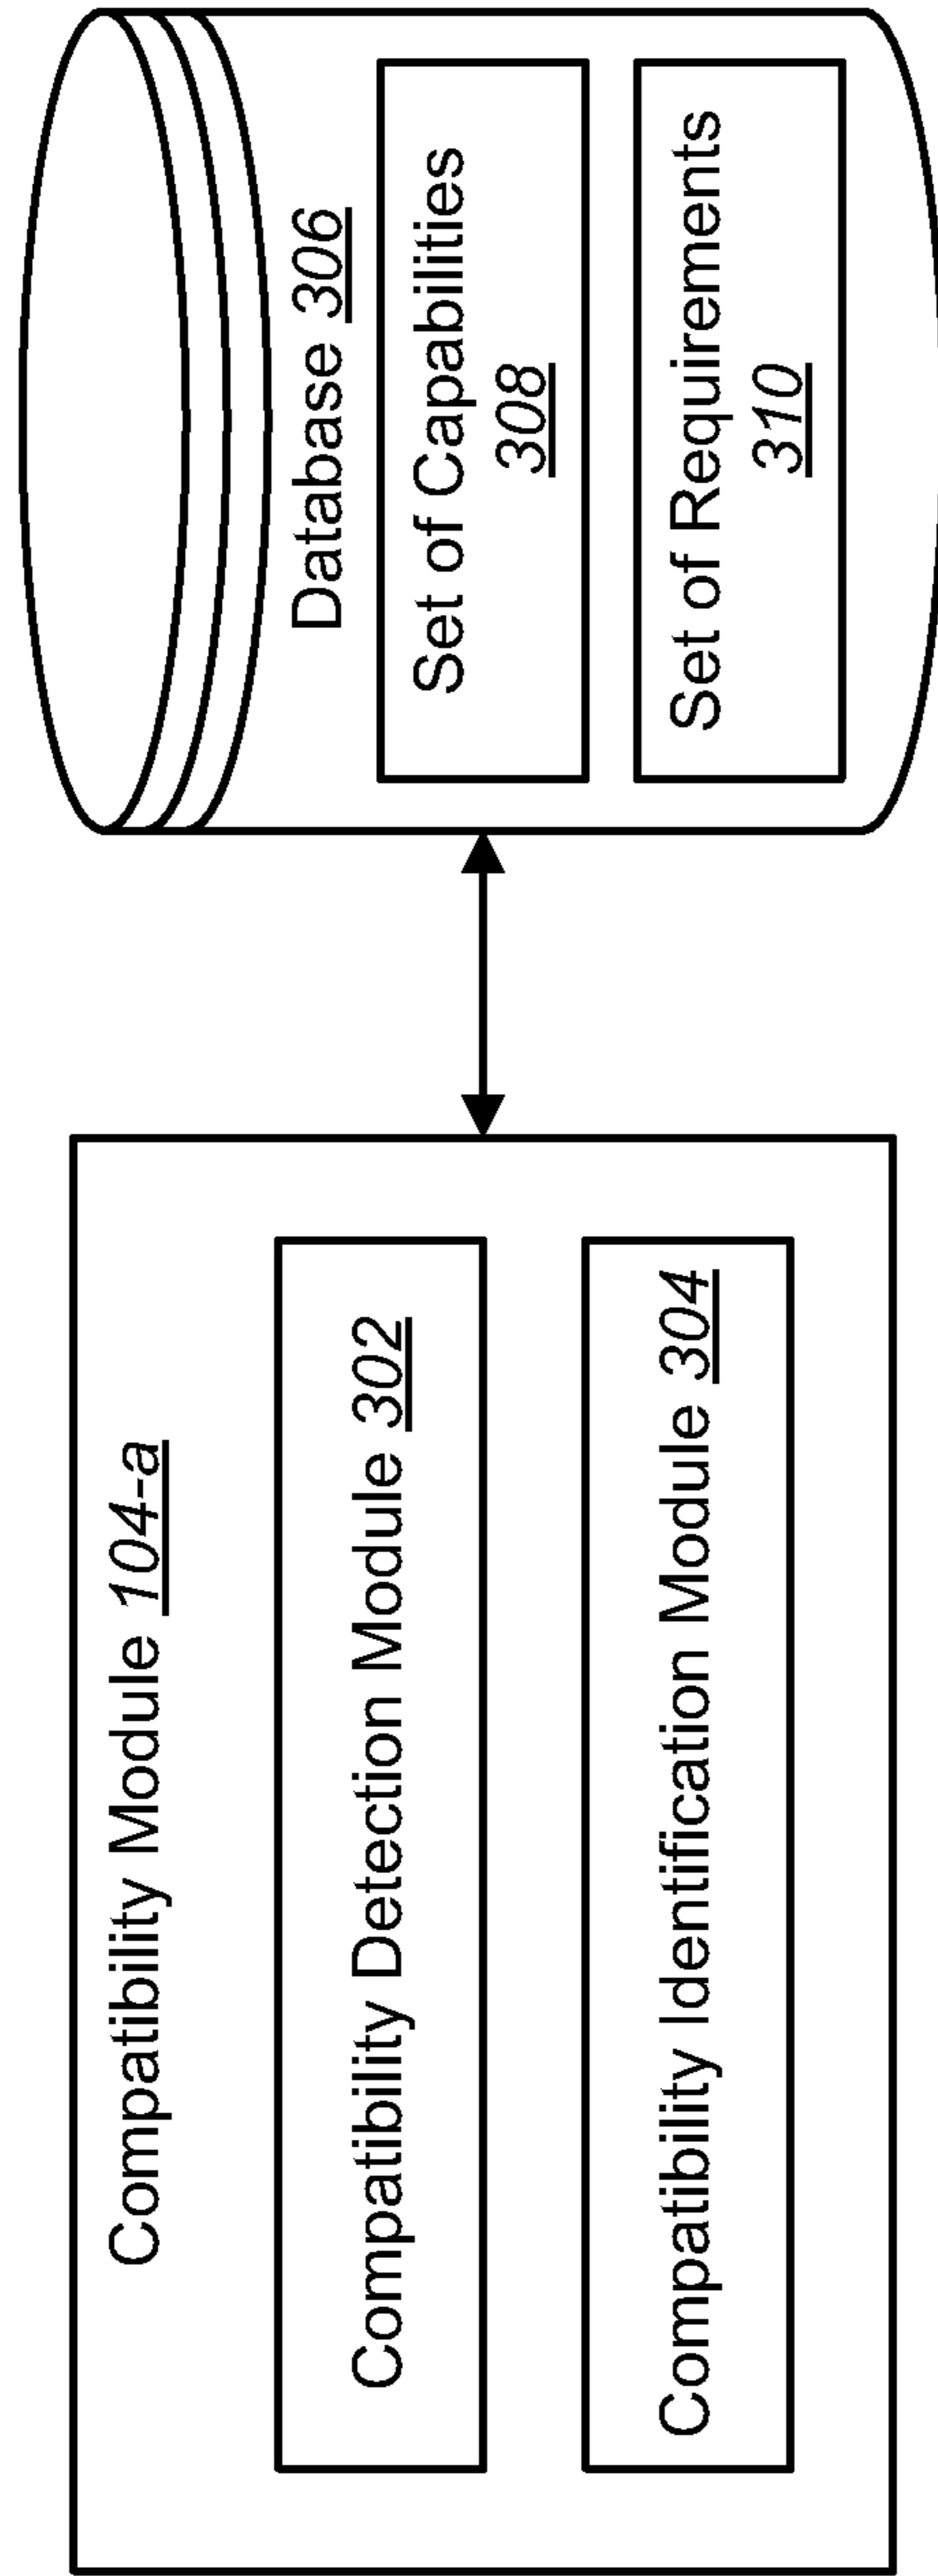 Compatibility Module 104-a
Compatibility Detection Module 302
Compatibility Identification Module 304
Database 306
Set of Capabilities
308
Set of Requirements
310